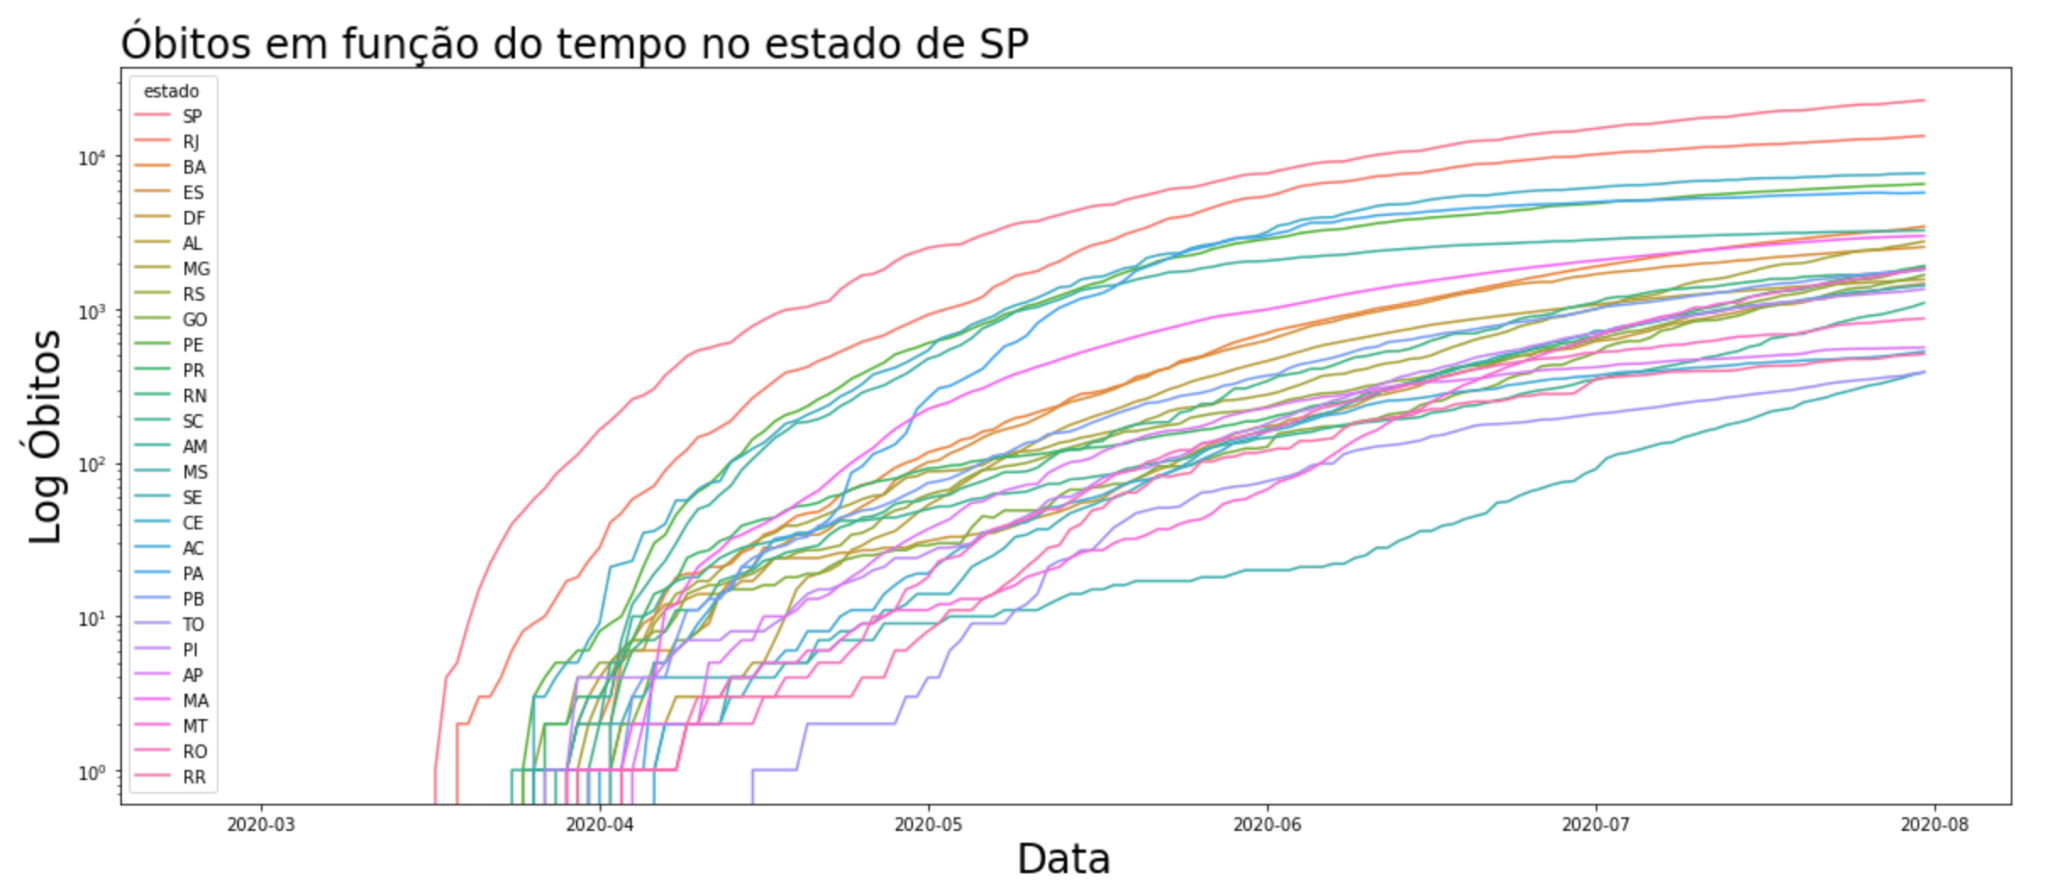 Óbitos em função do tempo no estado de SP
estado
SP
RJ
BA
ES
DF
AL
MG
RS
GO
PE
PR
RN
SC
AM
MS
SE
CE
AC
PA
PB
TO
PI
AP
MA
MT
RO
RR
Log Óbitos
10⁴
10³
10²
10¹
10⁰
2020-03 2020-04 2020-05 2020-06 2020-07 2020-08
Data